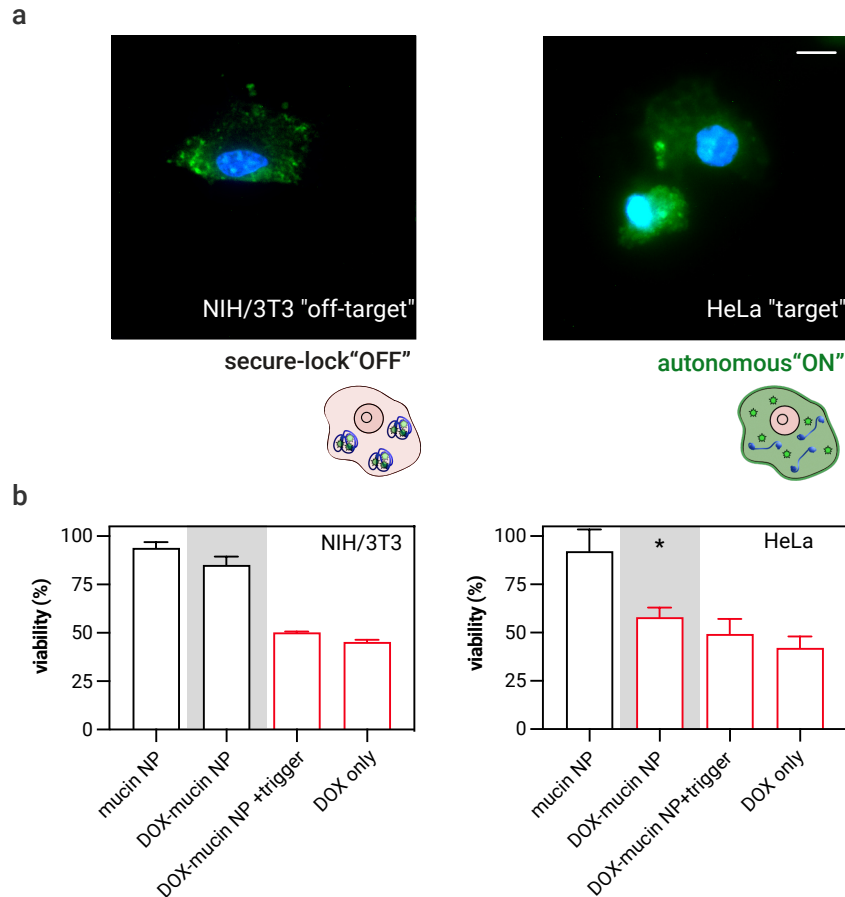 a
NIH/3T3 "off-target"
HeLa "target"
secure-lock“OFF”
autonomous“ON”
b
viability (%)
100
75
50
25
0
NIH/3T3
mucin NP
DOX-mucin NP
DOX-mucin NP +trigger
DOX only
viability (%)
100
75
50
25
0
*
HeLa
mucin NP
DOX-mucin NP
DOX-mucin NP+trigger
DOX only